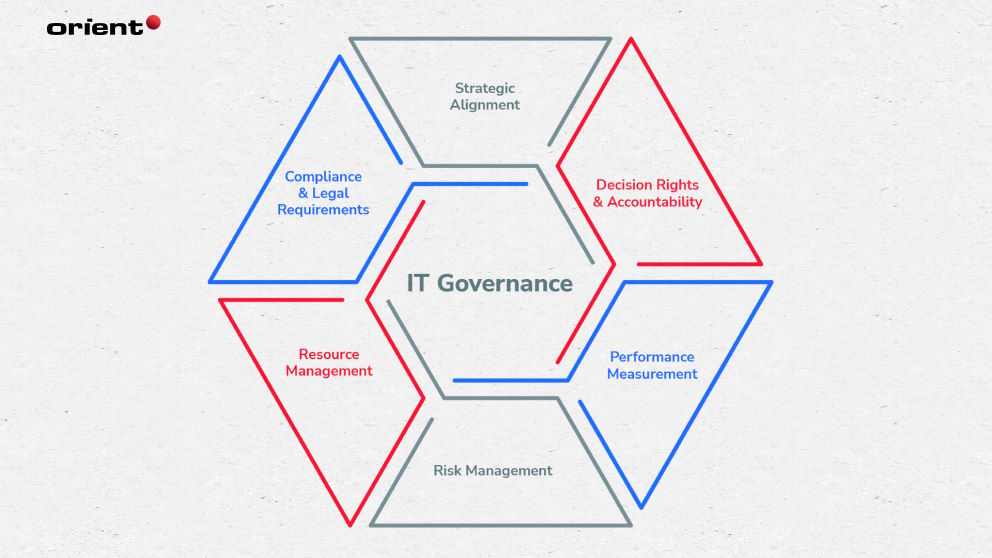 orient
Strategic
Alignment
Compliance
& Legal
Requirements
Decision Rights
& Accountability
IT Governance
Resource
Management
Performance
Measurement
Risk Management